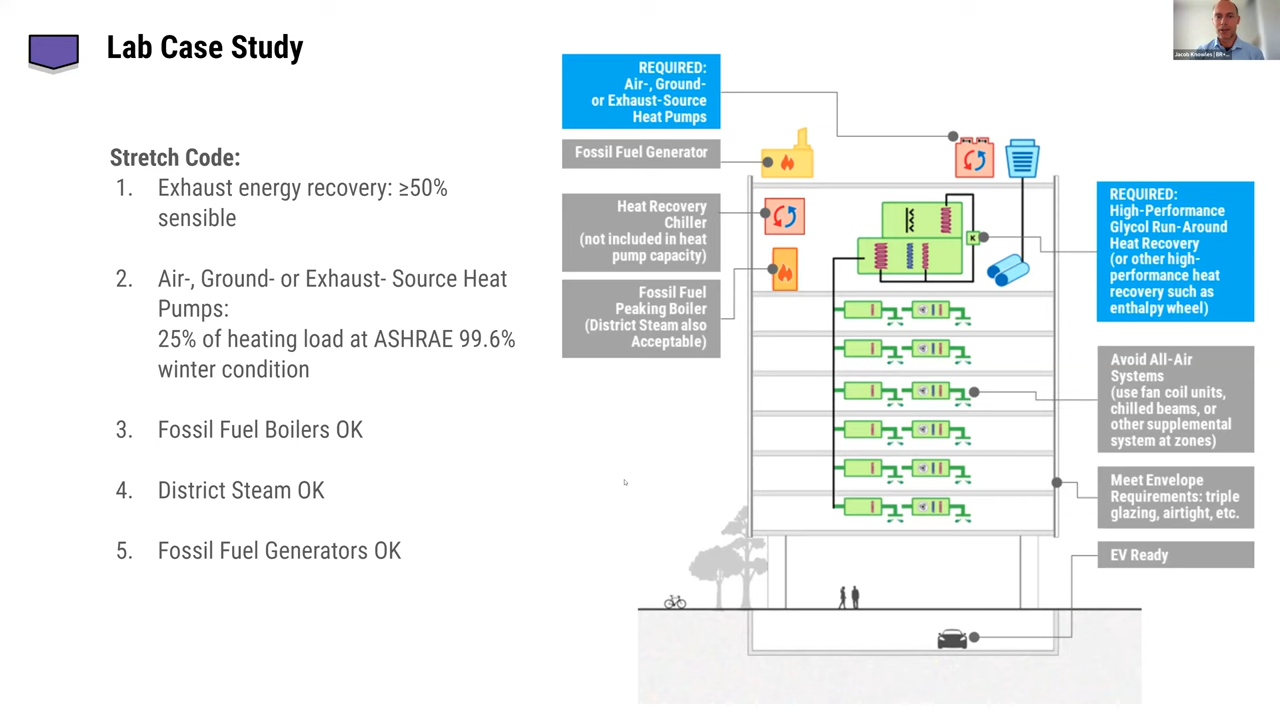 Lab Case Study
Jacob Knowles | BR+...
Stretch Code:
1. Exhaust energy recovery: ≥50%
sensible
2. Air-, Ground- or Exhaust- Source Heat
Pumps:
25% of heating load at ASHRAE 99.6%
winter condition
3. Fossil Fuel Boilers OK
4. District Steam OK
5. Fossil Fuel Generators OK
REQUIRED:
Air-, Ground-
or Exhaust-Source
Heat Pumps
Fossil Fuel Generator
Heat Recovery
Chiller
(not included in heat
pump capacity)
Fossil Fuel
Peaking Boiler
(District Steam also
Acceptable)
K
REQUIRED:
High-Performance
Glycol Run-Around
Heat Recovery
(or other high-
performance heat
recovery such as
enthalpy wheel)
Avoid All-Air
Systems
(use fan coil units,
chilled beams, or
other supplemental
system at zones)
Meet Envelope
Requirements: triple
glazing, airtight, etc.
EV Ready